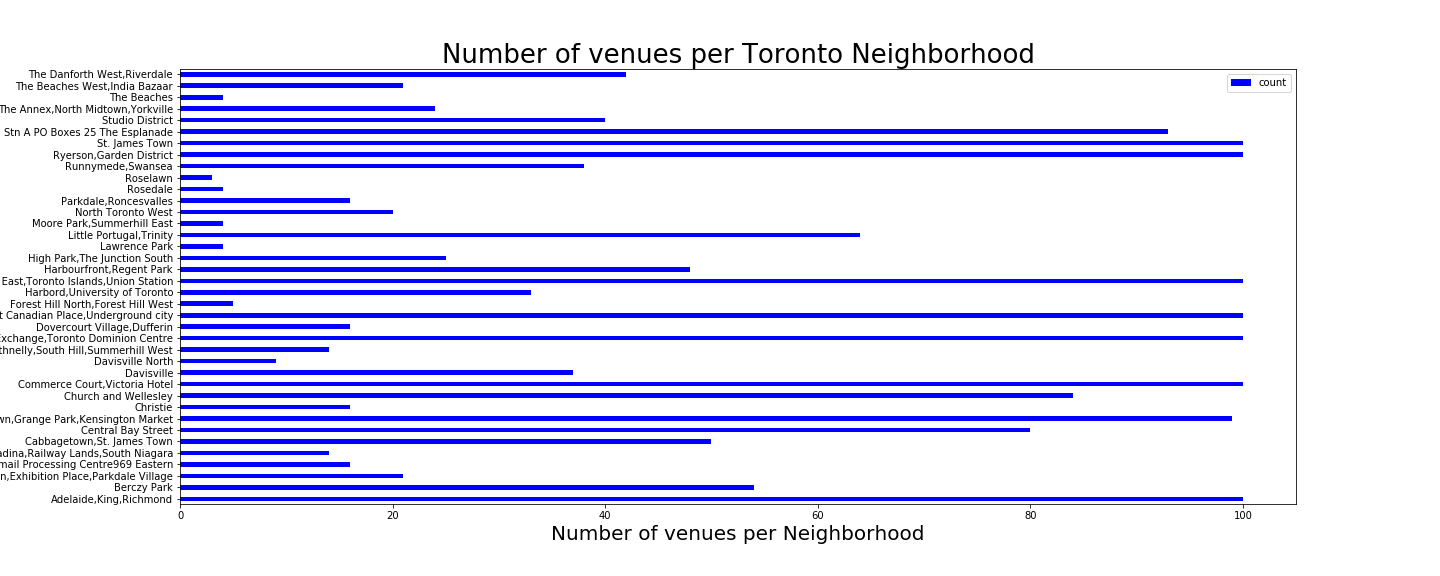 Number of venues per Toronto Neighborhood
count
The Danforth West,Riverdale
The Beaches West,India Bazaar
The Beaches
The Annex,North Midtown,Yorkville
Studio District
Stn A PO Boxes 25 The Esplanade
St. James Town
Ryerson,Garden District
Runnymede,Swansea
Roselawn
Rosedale
Parkdale,Roncesvalles
North Toronto West
Moore Park,Summerhill East
Little Portugal,Trinity
Lawrence Park
High Park,The Junction South
Harbourfront,Regent Park
East,Toronto Islands,Union Station
Harbord,University of Toronto
Forest Hill North,Forest Hill West
t Canadian Place,Underground city
Dovercourt Village,Dufferin
Exchange,Toronto Dominion Centre
thnelly,South Hill,Summerhill West
Davisville North
Davisville
Commerce Court,Victoria Hotel
Church and Wellesley
Christie
wn,Grange Park,Kensington Market
Central Bay Street
Cabbagetown,St. James Town
adina,Railway Lands,South Niagara
mail Processing Centre969 Eastern
n,Exhibition Place,Parkdale Village
Berczy Park
Adelaide,King,Richmond
0 20 40 60 80 100
Number of venues per Neighborhood